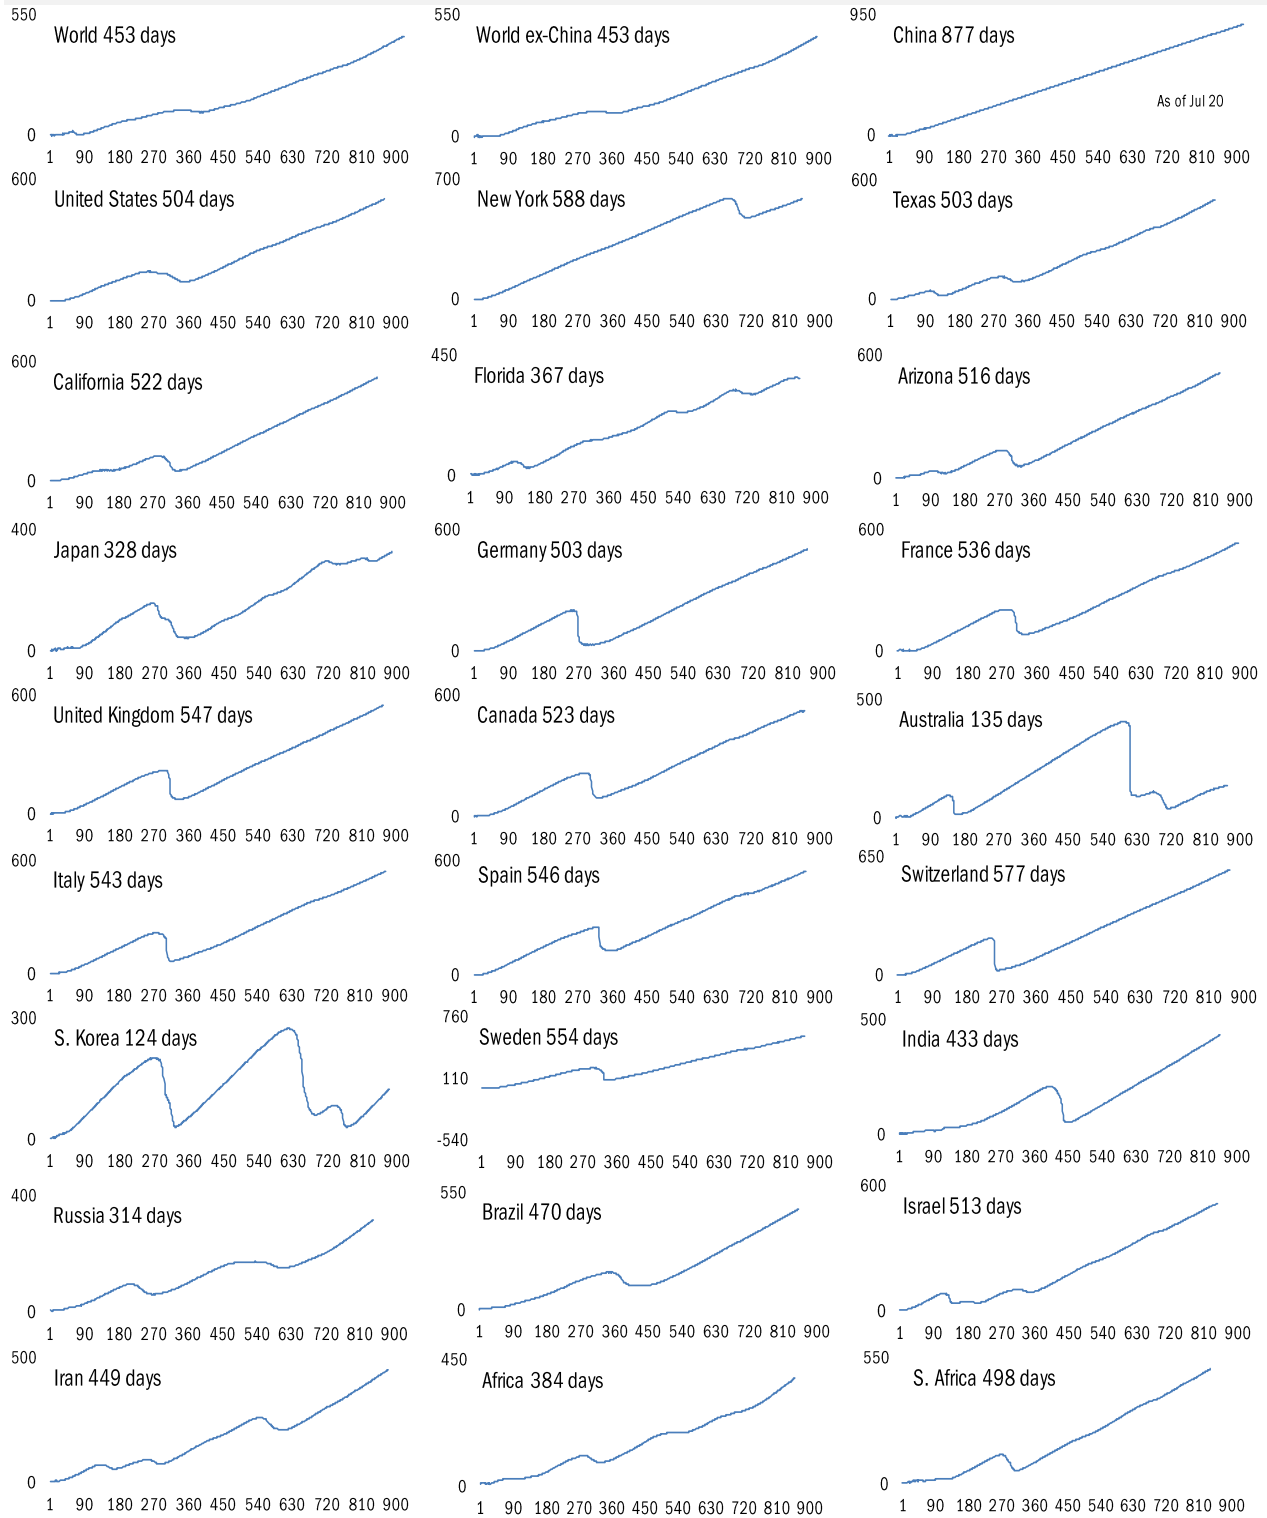 550 550 950
World 453 days World ex-China 453 days China 877 days
As of Jul 20
0 0 0
1 90 180 270 360 450 540 630 720 810 900 1 90 180 270 360 450 540 630 720 810 900 1 90 180 270 360 450 540 630 720 810 900
600 700 600
United States 504 days New York 588 days Texas 503 days
0 0 0
1 90 180 270 360 450 540 630 720 810 900 1 90 180 270 360 450 540 630 720 810 900 1 90 180 270 360 450 540 630 720 810 900
600 450 600
California 522 days Florida 367 days Arizona 516 days
0 0 0
1 90 180 270 360 450 540 630 720 810 900 1 90 180 270 360 450 540 630 720 810 900 1 90 180 270 360 450 540 630 720 810 900
400 600 600
Japan 328 days Germany 503 days France 536 days
0 0 0
1 90 180 270 360 450 540 630 720 810 900 1 90 180 270 360 450 540 630 720 810 900 1 90 180 270 360 450 540 630 720 810 900
600 600 500
United Kingdom 547 days Canada 523 days Australia 135 days
0 0 0
1 90 180 270 360 450 540 630 720 810 900 1 90 180 270 360 450 540 630 720 810 900 1 90 180 270 360 450 540 630 720 810 900
600 600 650
Italy 543 days Spain 546 days Switzerland 577 days
0 0 0
1 90 180 270 360 450 540 630 720 810 900 1 90 180 270 360 450 540 630 720 810 900 1 90 180 270 360 450 540 630 720 810 900
300 760 500
S. Korea 124 days Sweden 554 days India 433 days
110
0 -540 0
1 90 180 270 360 450 540 630 720 810 900 1 90 180 270 360 450 540 630 720 810 900 1 90 180 270 360 450 540 630 720 810 900
400 550 600
Russia 314 days Brazil 470 days Israel 513 days
0 0 0
1 90 180 270 360 450 540 630 720 810 900 1 90 180 270 360 450 540 630 720 810 900 1 90 180 270 360 450 540 630 720 810 900
500 450 550
Iran 449 days Africa 384 days S. Africa 498 days
0 0 0
1 90 180 270 360 450 540 630 720 810 900 1 90 180 270 360 450 540 630 720 810 900 1 90 180 270 360 450 540 630 720 810 900